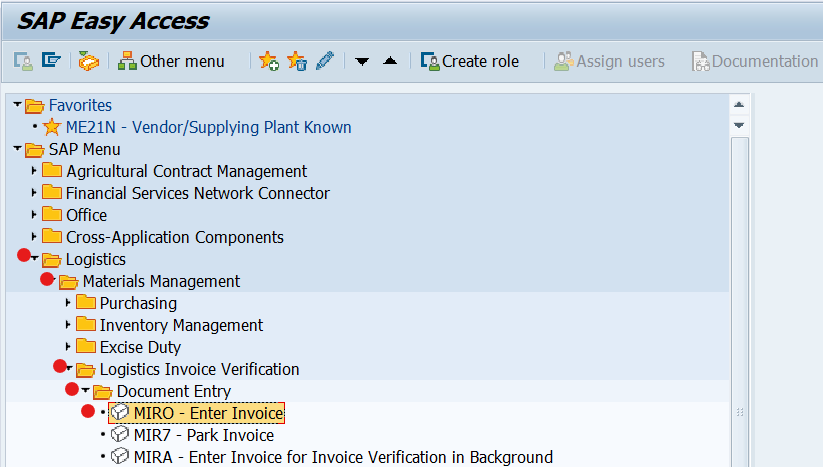 SAP Easy Access
Other menu Create role Assign users Documentation
Favorites
ME21N - Vendor/Supplying Plant Known
SAP Menu
Agricultural Contract Management
Financial Services Network Connector
Office
Cross-Application Components
Logistics
Materials Management
Purchasing
Inventory Management
Excise Duty
Logistics Invoice Verification
Document Entry
MIRO - Enter Invoice
MIR7 - Park Invoice
MIRA - Enter Invoice for Invoice Verification in Background